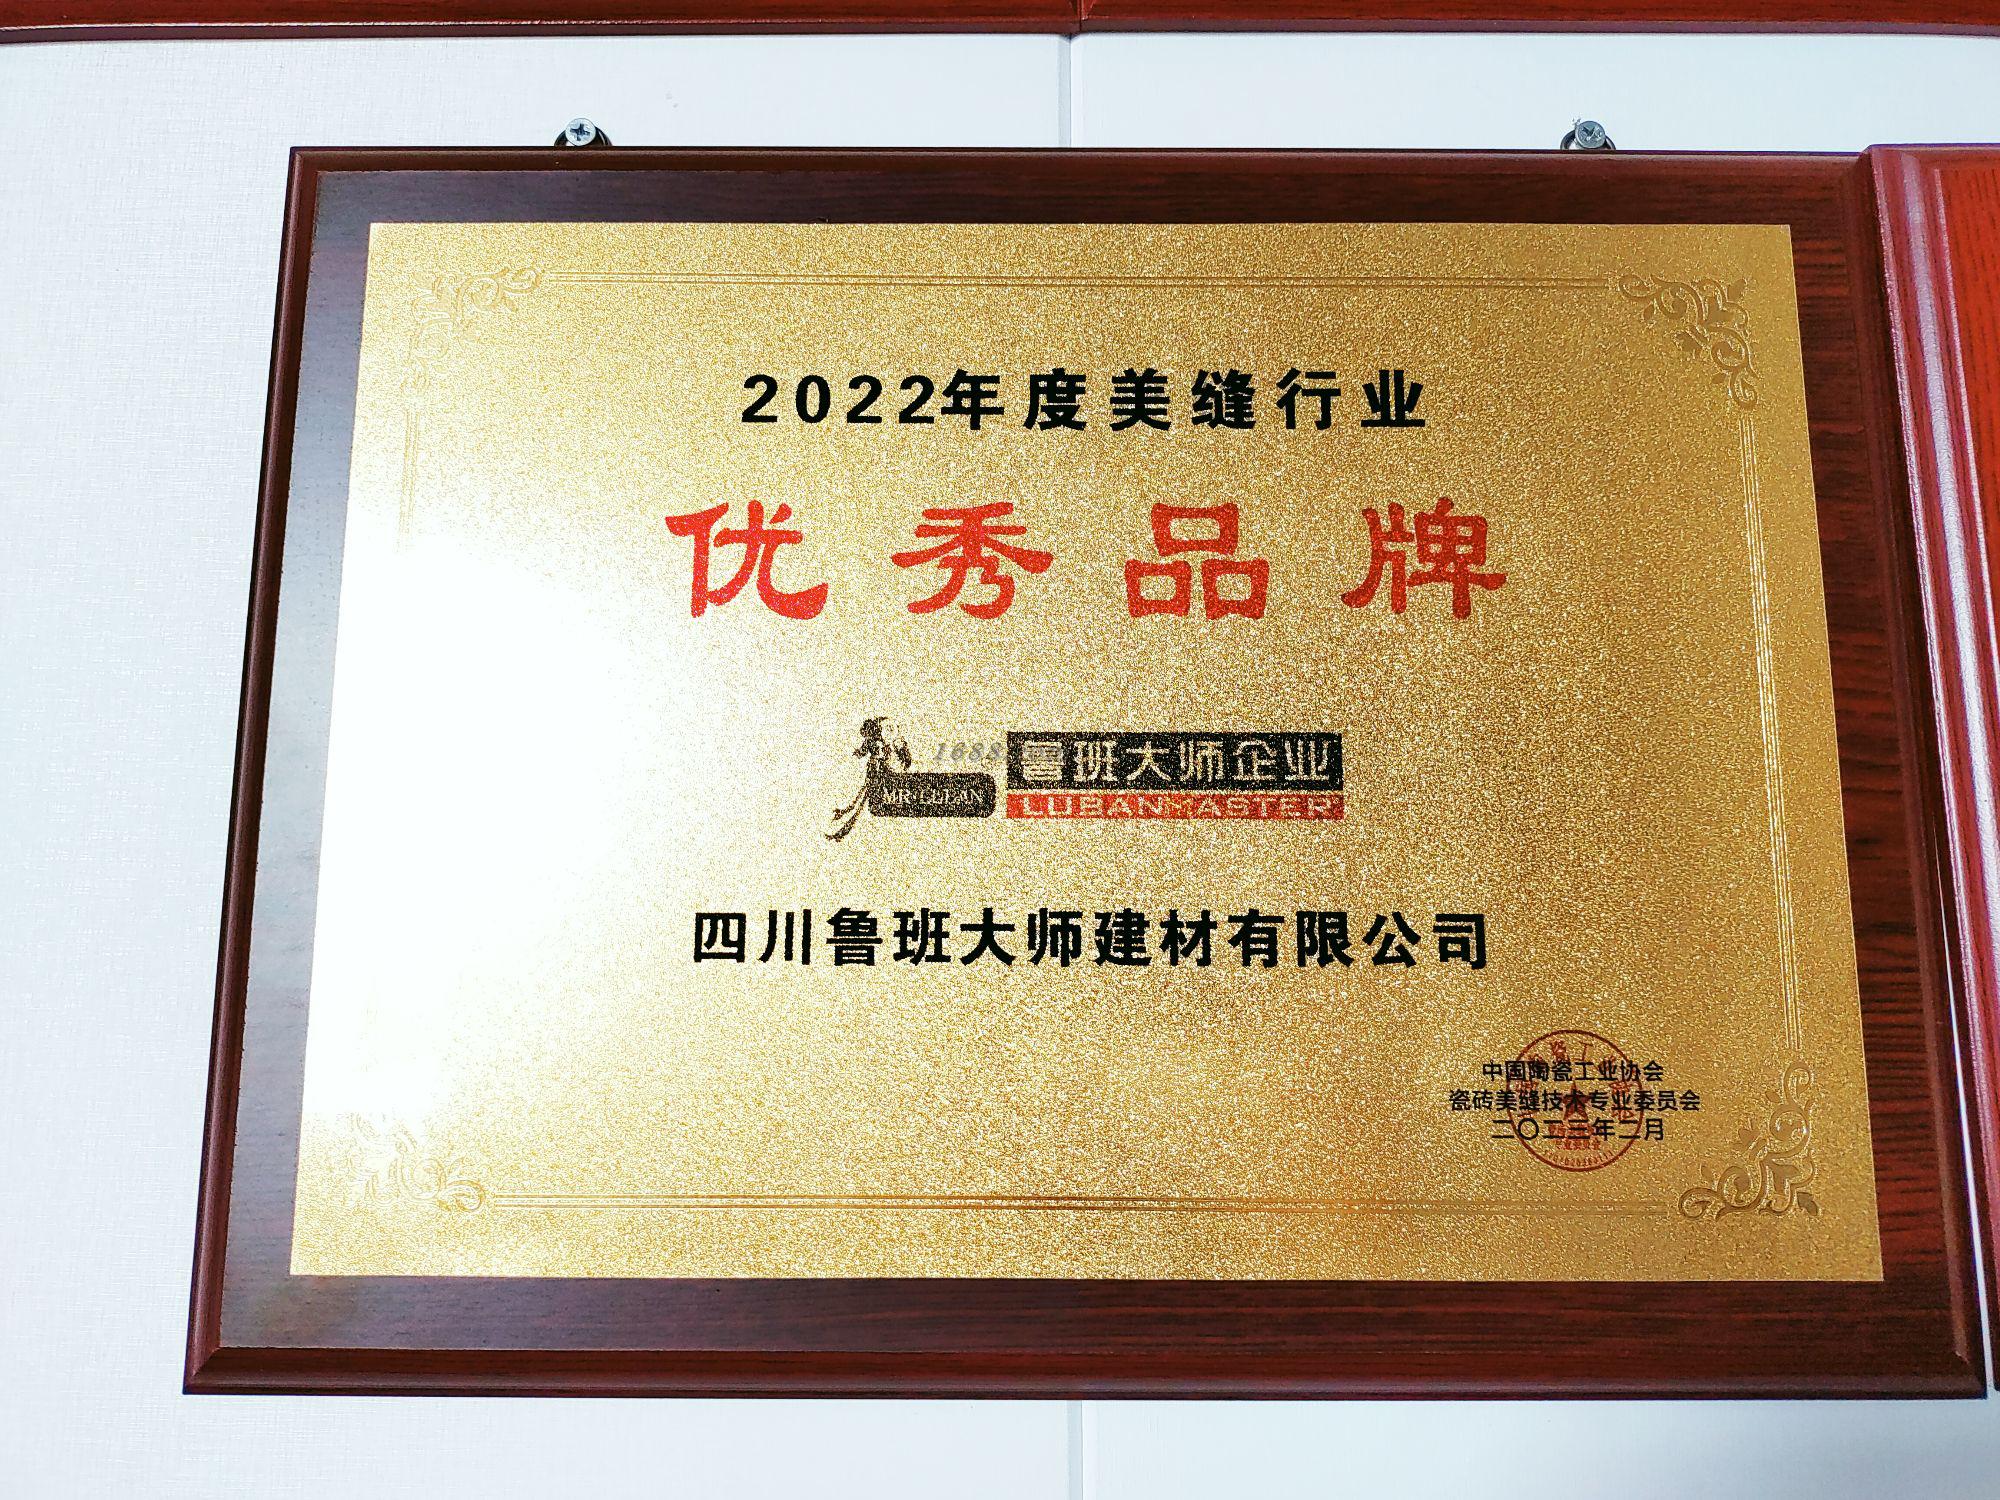 2022年度美缝行业
优秀品牌
1688
MR LUBAN
鲁班大师企业
LUBANMASTER
四川鲁班大师建材有限公司
中国陶瓷工业协会
瓷砖美缝技术专业委员会
二〇二三年二月